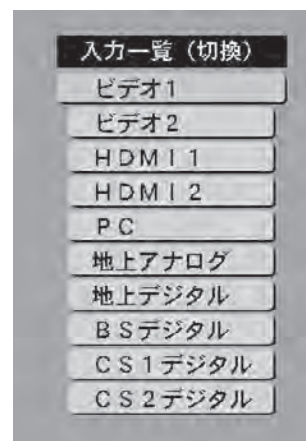 入力一覧（切換）
ビデオ1
ビデオ2
ＨＤＭＩ１
ＨＤＭＩ２
ＰＣ
地上アナログ
地上デジタル
ＢＳデジタル
ＣＳ１デジタル
ＣＳ２デジタル